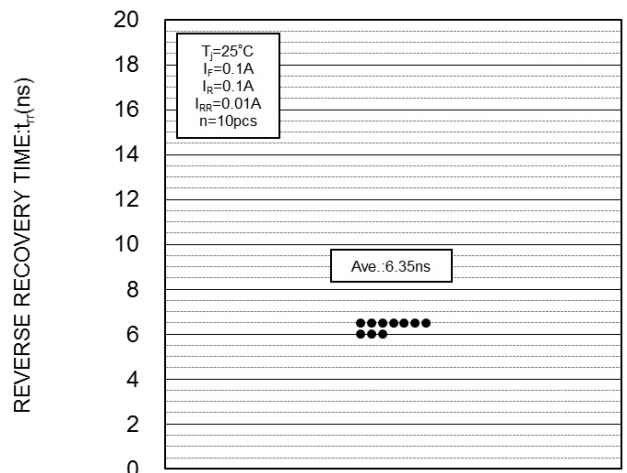 REVERSE RECOVERY TIME:trr(ns)
20
18
16
14
12
10
8
6
4
2
0
Tj=25°C
IF=0.1A
IR=0.1A
IRR=0.01A
n=10pcs
Ave.:6.35ns